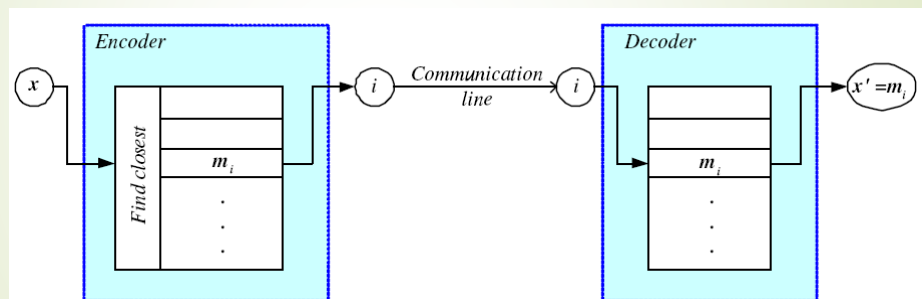 Encoder
Decoder
x
Find closest
m_i
.
.
.
i
Communication
line
i
m_i
.
.
.
x' = m_i